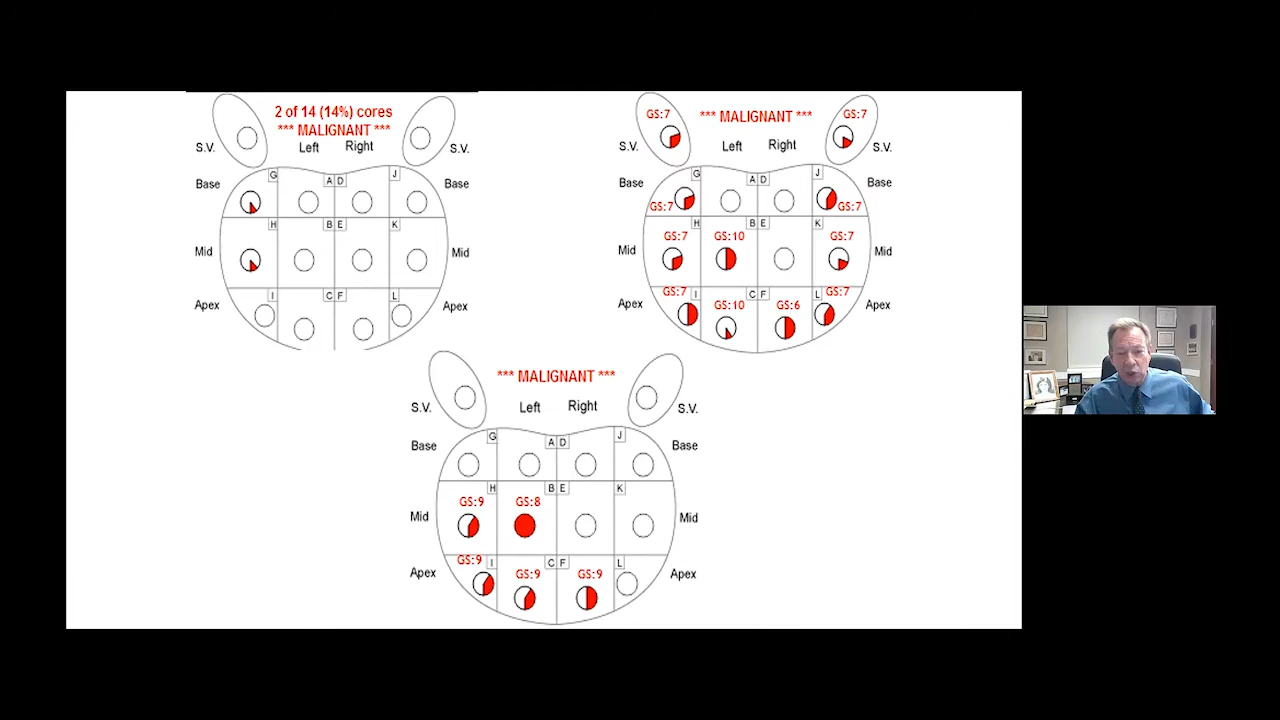 2 of 14 (14%) cores
*** MALIGNANT ***
S.V. Left Right S.V.
Base G A D J Base
Mid H B E K Mid
Apex I C F L Apex
GS:7 *** MALIGNANT *** GS:7
S.V. Left Right S.V.
Base G A D J Base
GS:7 GS:7
H B E K
Mid GS:7 GS:10 GS:7 Mid
GS:7 I C F L GS:7
Apex GS:10 GS:6 Apex
*** MALIGNANT ***
S.V. Left Right S.V.
Base G A D J Base
H B E K
GS:9 GS:8
Mid Mid
GS:9 I C F L
Apex GS:9 GS:9 Apex